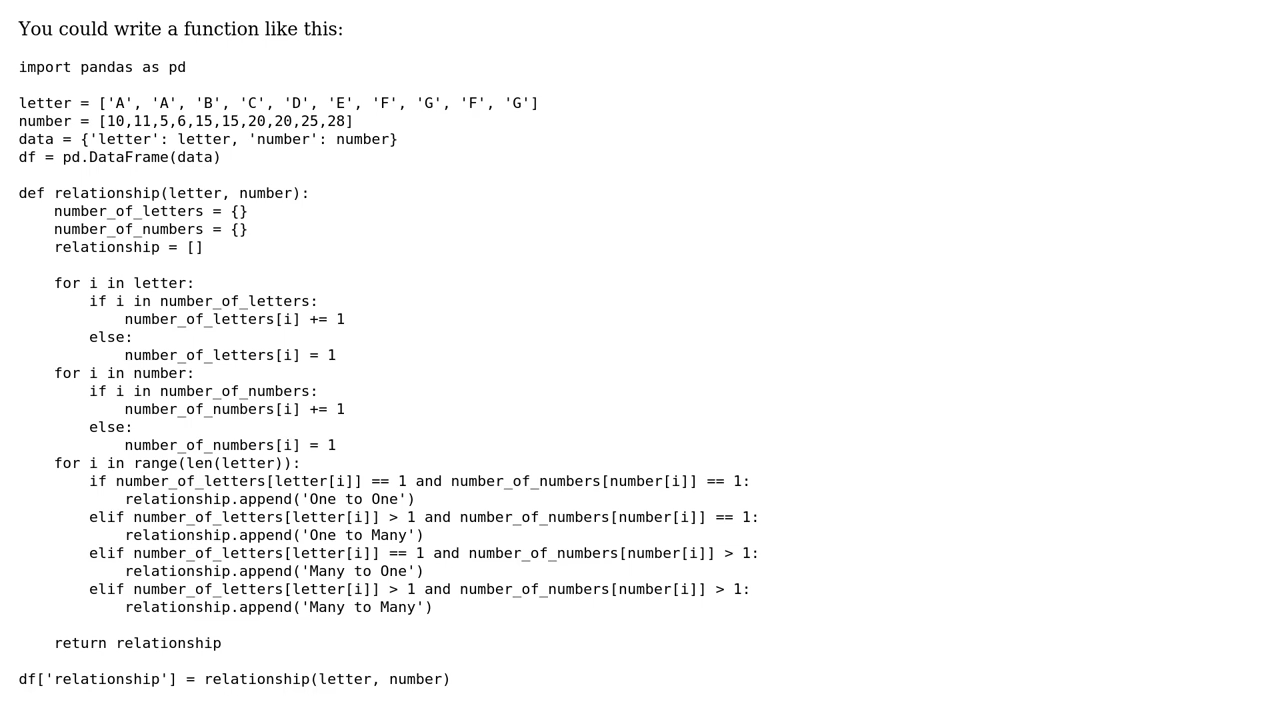 You could write a function like this:
import pandas as pd
letter = ['A', 'A', 'B', 'C', 'D', 'E', 'F', 'G', 'F', 'G']
number = [10,11,5,6,15,15,20,20,25,28]
data = {'letter': letter, 'number': number}
df = pd.DataFrame(data)
def relationship(letter, number):
    number_of_letters = {}
    number_of_numbers = {}
    relationship = []
    for i in letter:
        if i in number_of_letters:
            number_of_letters[i] += 1
        else:
            number_of_letters[i] = 1
    for i in number:
        if i in number_of_numbers:
            number_of_numbers[i] += 1
        else:
            number_of_numbers[i] = 1
    for i in range(len(letter)):
        if number_of_letters[letter[i]] == 1 and number_of_numbers[number[i]] == 1:
            relationship.append('One to One')
        elif number_of_letters[letter[i]] > 1 and number_of_numbers[number[i]] == 1:
            relationship.append('One to Many')
        elif number_of_letters[letter[i]] == 1 and number_of_numbers[number[i]] > 1:
            relationship.append('Many to One')
        elif number_of_letters[letter[i]] > 1 and number_of_numbers[number[i]] > 1:
            relationship.append('Many to Many')
    return relationship
df['relationship'] = relationship(letter, number)